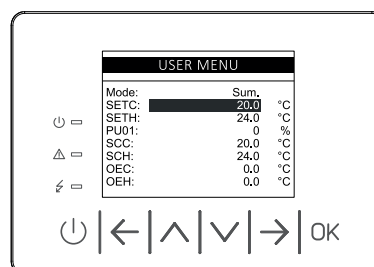 USER MENU
Mode: Sum.
SETC: 20.0 °C
SETH: 24.0 °C
PU01: 0 %
SCC: 20.0 °C
SCH: 24.0 °C
OEC: 0.0 °C
OEH: 0.0 °C
OK